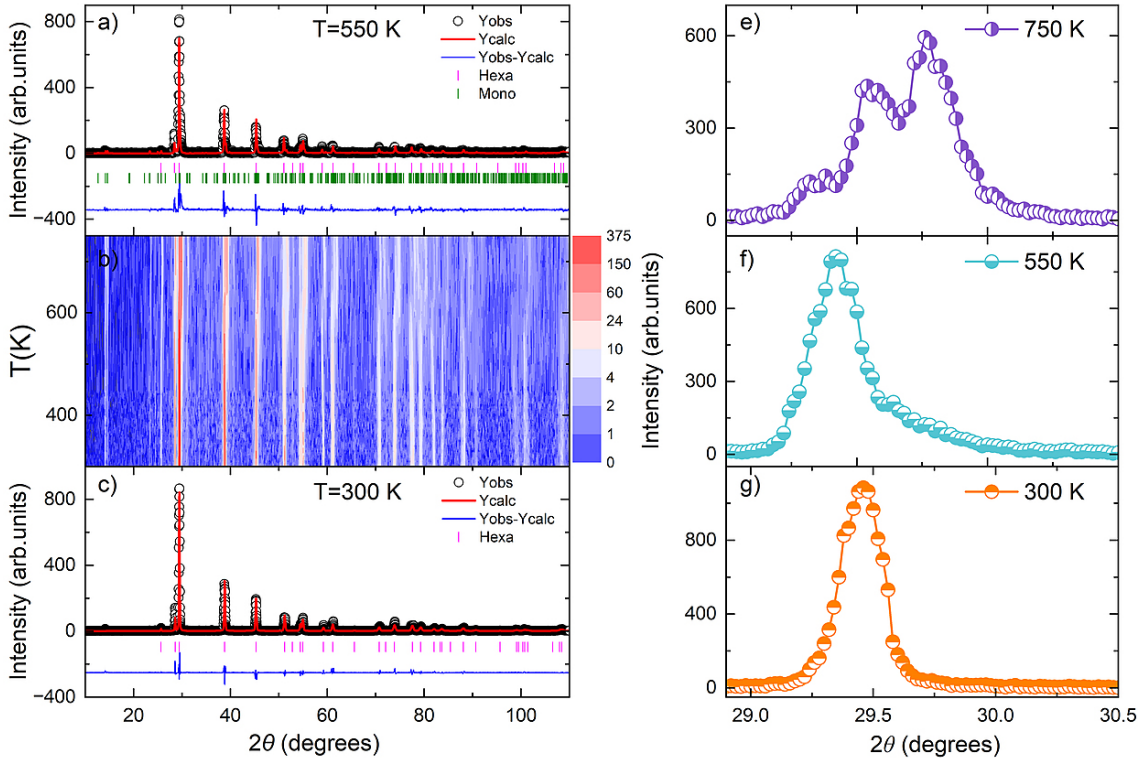 a)
T=550 K
Yobs
Ycalc
Yobs-Ycalc
Hexa
Mono
Intensity (arb.units)
800
400
0
−400
b)
T(K)
600
400
375
150
60
24
10
4
2
1
0
c)
T=300 K
Yobs
Ycalc
Yobs-Ycalc
Hexa
Intensity (arb.units)
800
400
0
−400
20 40 60 80 100
2θ (degrees)
e)
750 K
600
300
0
f)
550 K
600
300
0
Intensity (arb.units)
g)
300 K
800
400
0
29.0 29.5 30.0 30.5
2θ (degrees)